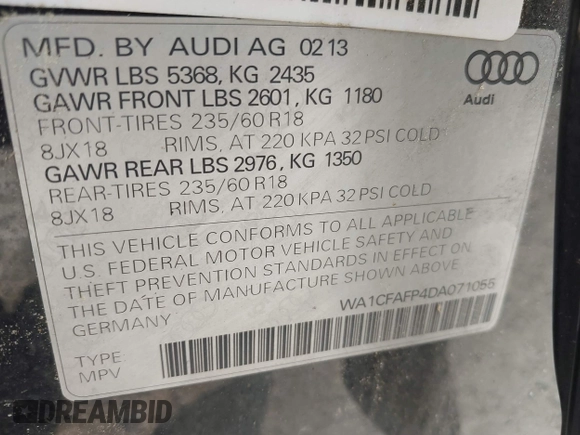 MFD. BY AUDI AG 02 13
GVWR LBS 5368, KG 2435
GAWR FRONT LBS 2601, KG 1180
FRONT-TIRES 235/60 R18
8JX18 RIMS, AT 220 KPA 32 PSI COLD
GAWR REAR LBS 2976, KG 1350
REAR-TIRES 235/60 R18
8JX18 RIMS, AT 220 KPA 32 PSI COLD
Audi
THIS VEHICLE CONFORMS TO ALL APPLICABLE
U.S. FEDERAL MOTOR VEHICLE SAFETY AND
THEFT PREVENTION STANDARDS IN EFFECT ON
THE DATE OF MANUFACTURE SHOWN ABOVE
GERMANY
WA1CFAFP4DA071055
TYPE
MPV
DREAMBID